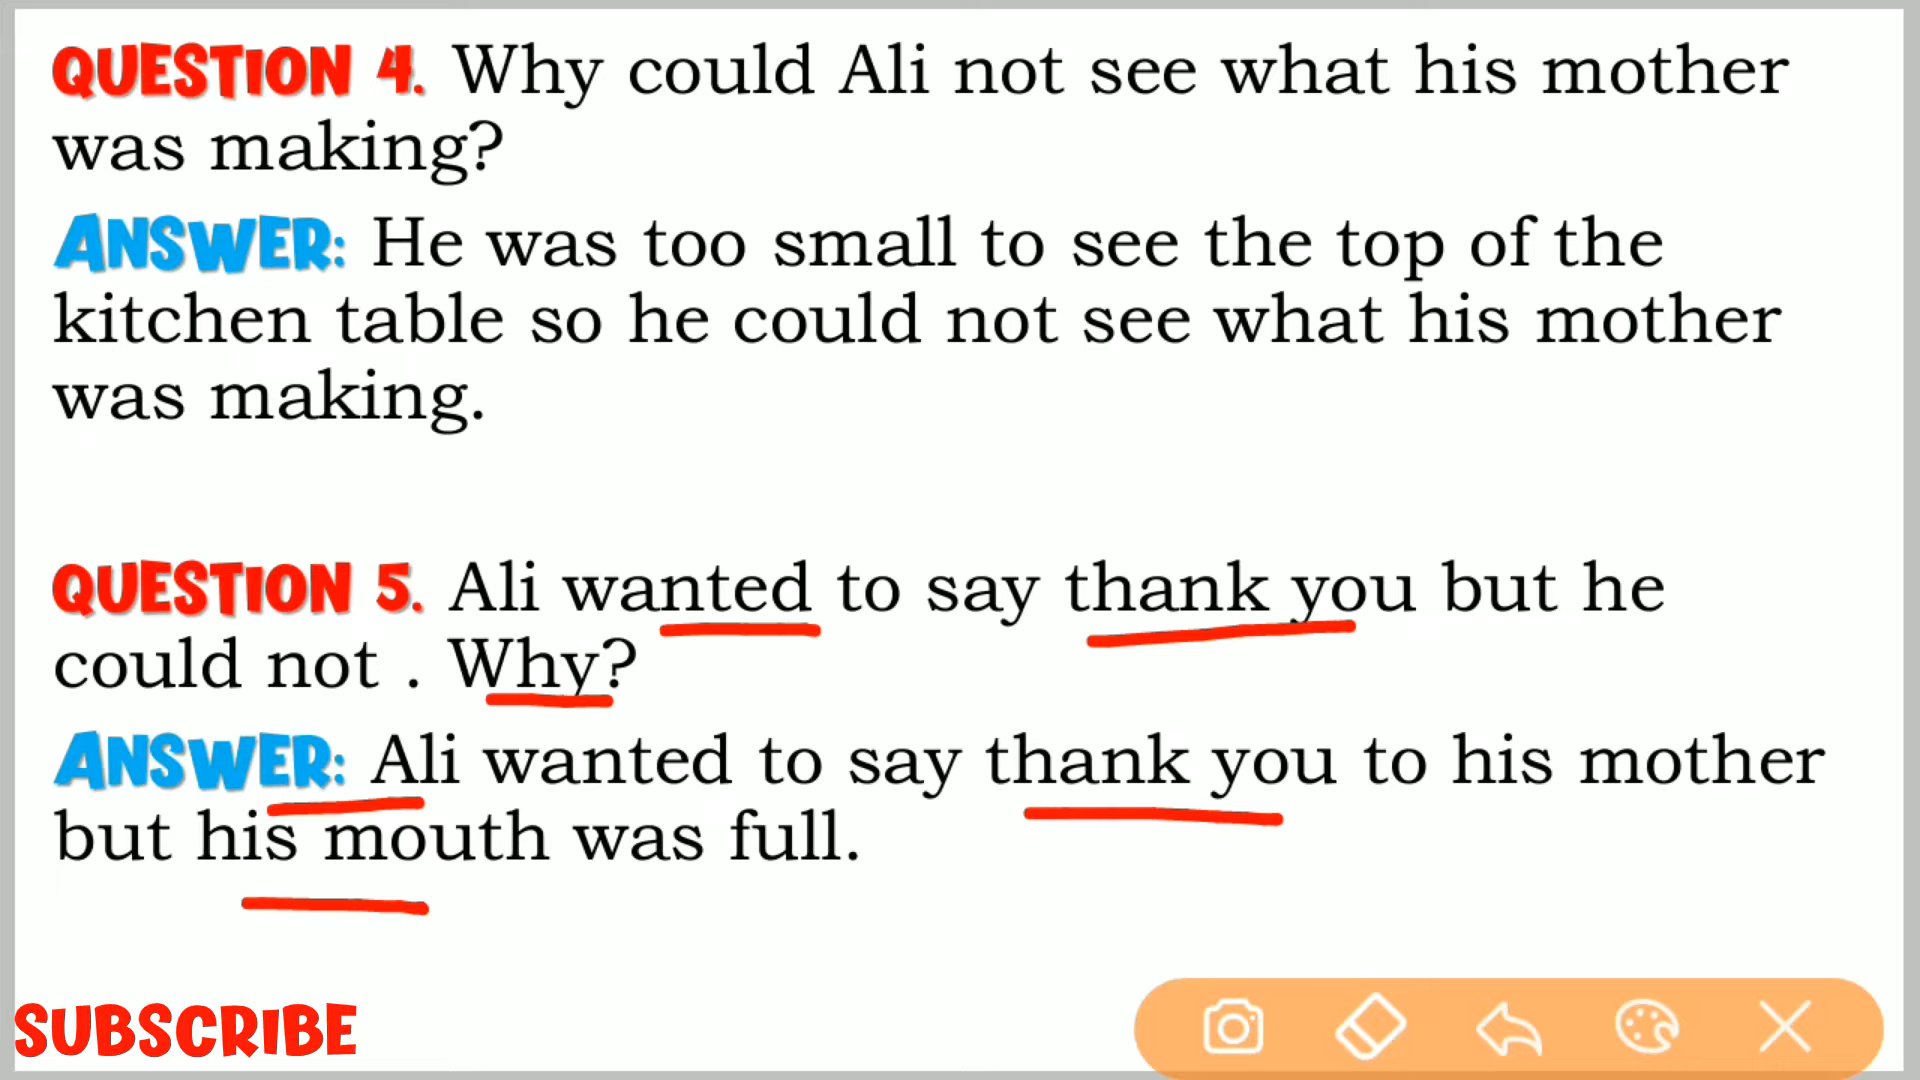 QUESTION 4. Why could Ali not see what his mother
was making?
ANSWER: He was too small to see the top of the
kitchen table so he could not see what his mother
was making.
QUESTION 5. Ali wanted to say thank you but he
could not . Why?
ANSWER: Ali wanted to say thank you to his mother
but his mouth was full.
SUBSCRIBE